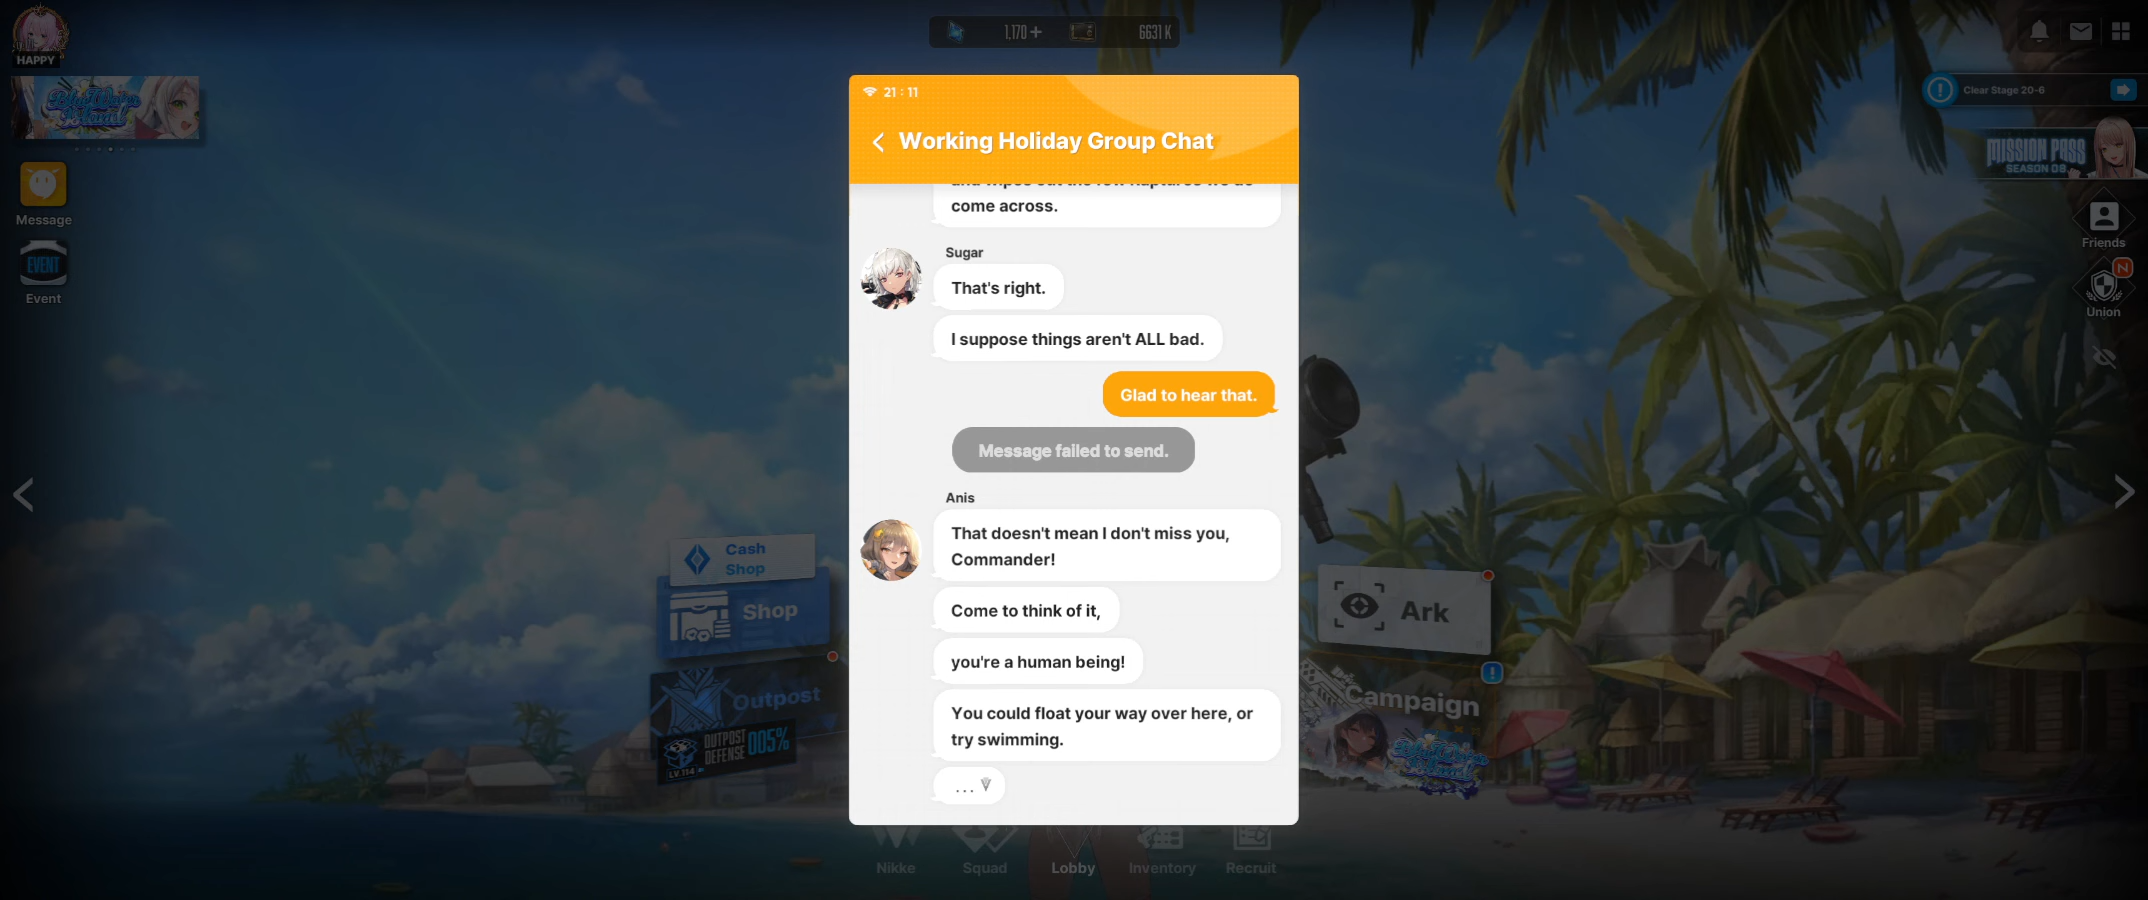 HAPPY
1,170 +
6631 K
Blue Water Island
Message
EVENT
Event
Clear Stage 20-6
MISSION PASS
SEASON 08
Friends
N
Union
21 : 11
Working Holiday Group Chat
come across.
Sugar
That's right.
I suppose things aren't ALL bad.
Glad to hear that.
Message failed to send.
Anis
That doesn't mean I don't miss you,
Commander!
Come to think of it,
you're a human being!
You could float your way over here, or
try swimming.
...
Cash
Shop
Shop
Outpost
OUTPOST
DEFENSE 005%
LV.114
Ark
Campaign
Nikke
Squad
Lobby
Inventory
Recruit